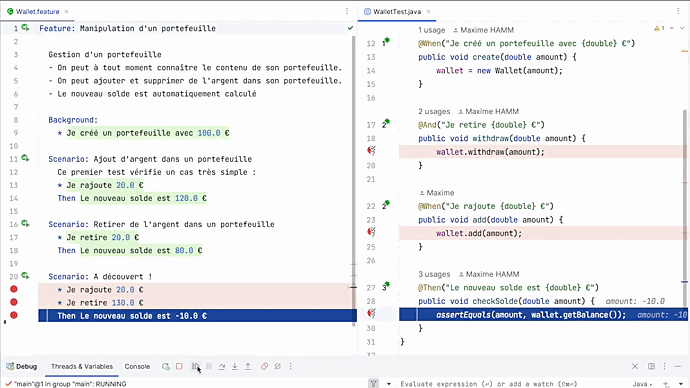 Wallet.feature
WalletTest.java
1 Feature: Manipulation d'un portefeuille
2
3 Gestion d'un portefeuille
4 - On peut à tout moment connaître le contenu de son portefeuille.
5 - On peut ajouter et supprimer de l'argent dans son portefeuille.
6 - Le nouveau solde est automatiquement calculé
7
8 Background:
9 * Je créé un portefeuille avec 100.0 €
10
11 Scenario: Ajout d'argent dans un portefeuille
12 Ce premier test vérifie un cas très simple :
13 * Je rajoute 20.0 €
14 Then Le nouveau solde est 120.0 €
15
16 Scenario: Retirer de l'argent dans un portefeuille
17 * Je retire 20.0 €
18 Then Le nouveau solde est 80.0 €
19
20 Scenario: A découvert !
* Je rajoute 20.0 €
* Je retire 130.0 €
Then Le nouveau solde est -10.0 €
1 usage Maxime HAMM
12 1 @When("Je créé un portefeuille avec {double} €")
13 public void create(double amount) {
14 wallet = new Wallet(amount);
15 }
16
2 usages Maxime HAMM
17 2 @And("Je retire {double} €")
18 public void withdraw(double amount) {
wallet.withdraw(amount);
20 }
21
Maxime
22 2 @When("Je rajoute {double} €")
23 public void add(double amount) {
wallet.add(amount);
25 }
26
3 usages Maxime HAMM
27 3 @Then("Le nouveau solde est {double} €")
28 public void checkSolde(double amount) { amount: -10.0
assertEquals(amount, wallet.getBalance()); amount: -10
30 }
31 }
32
1
Debug Threads & Variables Console
"main"@1 in group "main": RUNNING
Evaluate expression (⏎) or add a watch (⇧⌘⏎)
Java